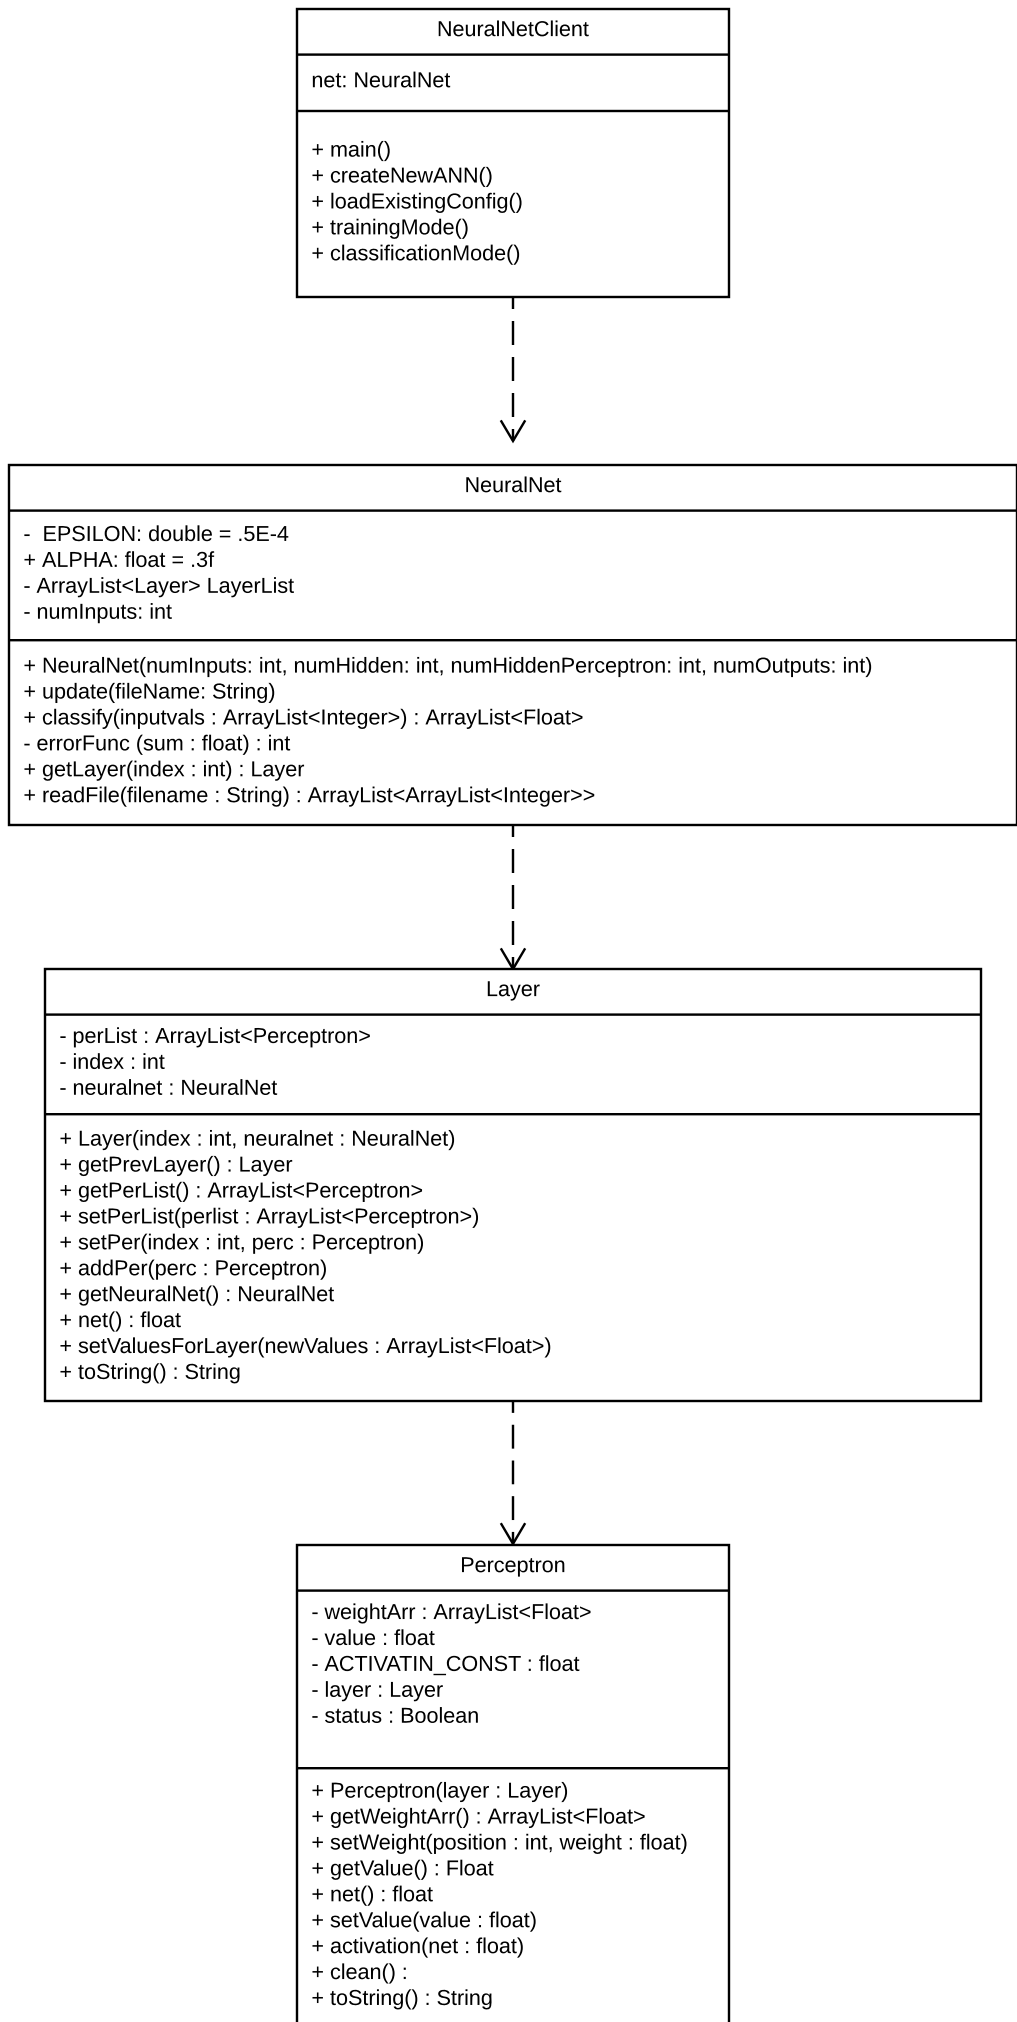 NeuralNetClient
net: NeuralNet
+ main()
+ createNewANN()
+ loadExistingConfig()
+ trainingMode()
+ classificationMode()
NeuralNet
-  EPSILON: double = .5E-4
+ ALPHA: float = .3f
- ArrayList<Layer> LayerList
- numInputs: int
+ NeuralNet(numInputs: int, numHidden: int, numHiddenPerceptron: int, numOutputs: int)
+ update(fileName: String)
+ classify(inputvals : ArrayList<Integer>) : ArrayList<Float>
- errorFunc (sum : float) : int
+ getLayer(index : int) : Layer
+ readFile(filename : String) : ArrayList<ArrayList<Integer>>
Layer
- perList : ArrayList<Perceptron>
- index : int
- neuralnet : NeuralNet
+ Layer(index : int, neuralnet : NeuralNet)
+ getPrevLayer() : Layer
+ getPerList() : ArrayList<Perceptron>
+ setPerList(perlist : ArrayList<Perceptron>)
+ setPer(index : int, perc : Perceptron)
+ addPer(perc : Perceptron)
+ getNeuralNet() : NeuralNet
+ net() : float
+ setValuesForLayer(newValues : ArrayList<Float>)
+ toString() : String
Perceptron
- weightArr : ArrayList<Float>
- value : float
- ACTIVATIN_CONST : float
- layer : Layer
- status : Boolean
+ Perceptron(layer : Layer)
+ getWeightArr() : ArrayList<Float>
+ setWeight(position : int, weight : float)
+ getValue() : Float
+ net() : float
+ setValue(value : float)
+ activation(net : float)
+ clean() :
+ toString() : String